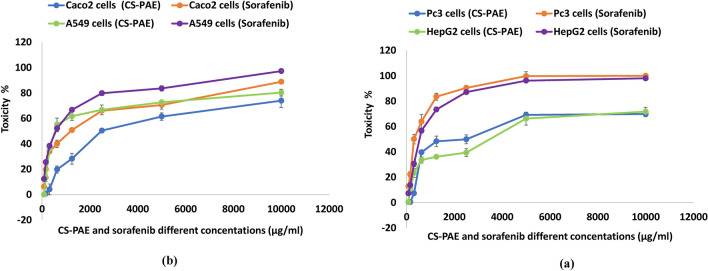 Caco2 cells (CS-PAE)
Caco2 cells (Sorafenib)
A549 cells (CS-PAE)
A549 cells (Sorafenib)
Toxicity %
120
100
80
60
40
20
0
-20
0
2000
4000
6000
8000
10000
12000
CS-PAE and sorafenib different concentations (µg/ml)
(b)
Pc3 cells (CS-PAE)
Pc3 cells (Sorafenib)
HepG2 cells (CS-PAE)
HepG2 cells (Sorafenib)
Toxicity %
120
100
80
60
40
20
0
-20
0
2000
4000
6000
8000
10000
12000
CS-PAE and sorafenib different concentations (µg/ml)
(a)